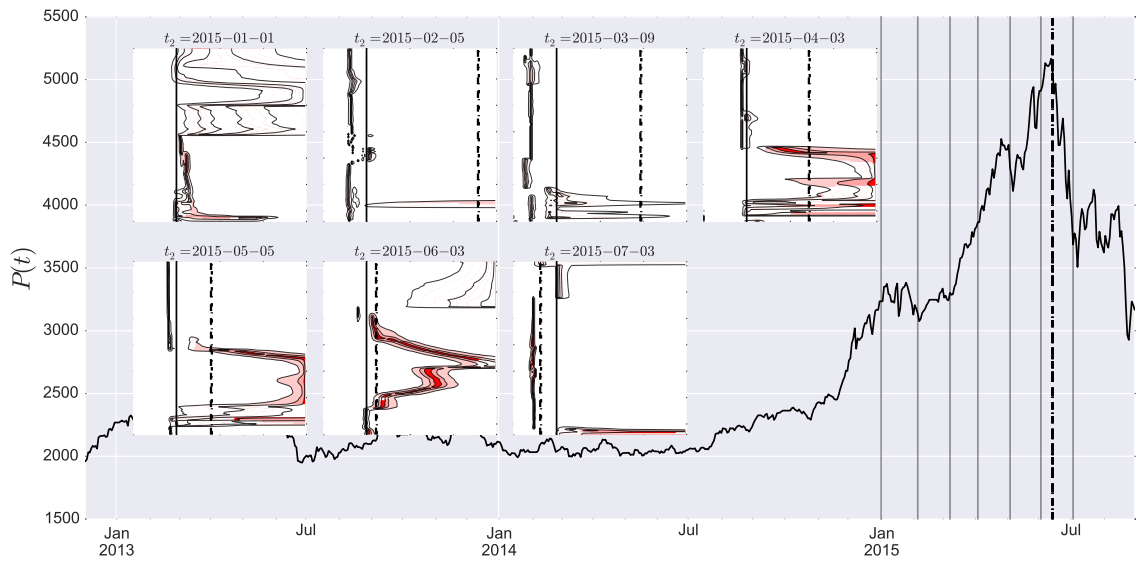 5500
5000
4500
4000
3500
3000
2500
2000
1500
P(t)
t₂ =2015−01−01
t₂ =2015−02−05
t₂ =2015−03−09
t₂ =2015−04−03
t₂ =2015−05−05
t₂ =2015−06−03
t₂ =2015−07−03
Jan
2013
Jul
Jan
2014
Jul
Jan
2015
Jul